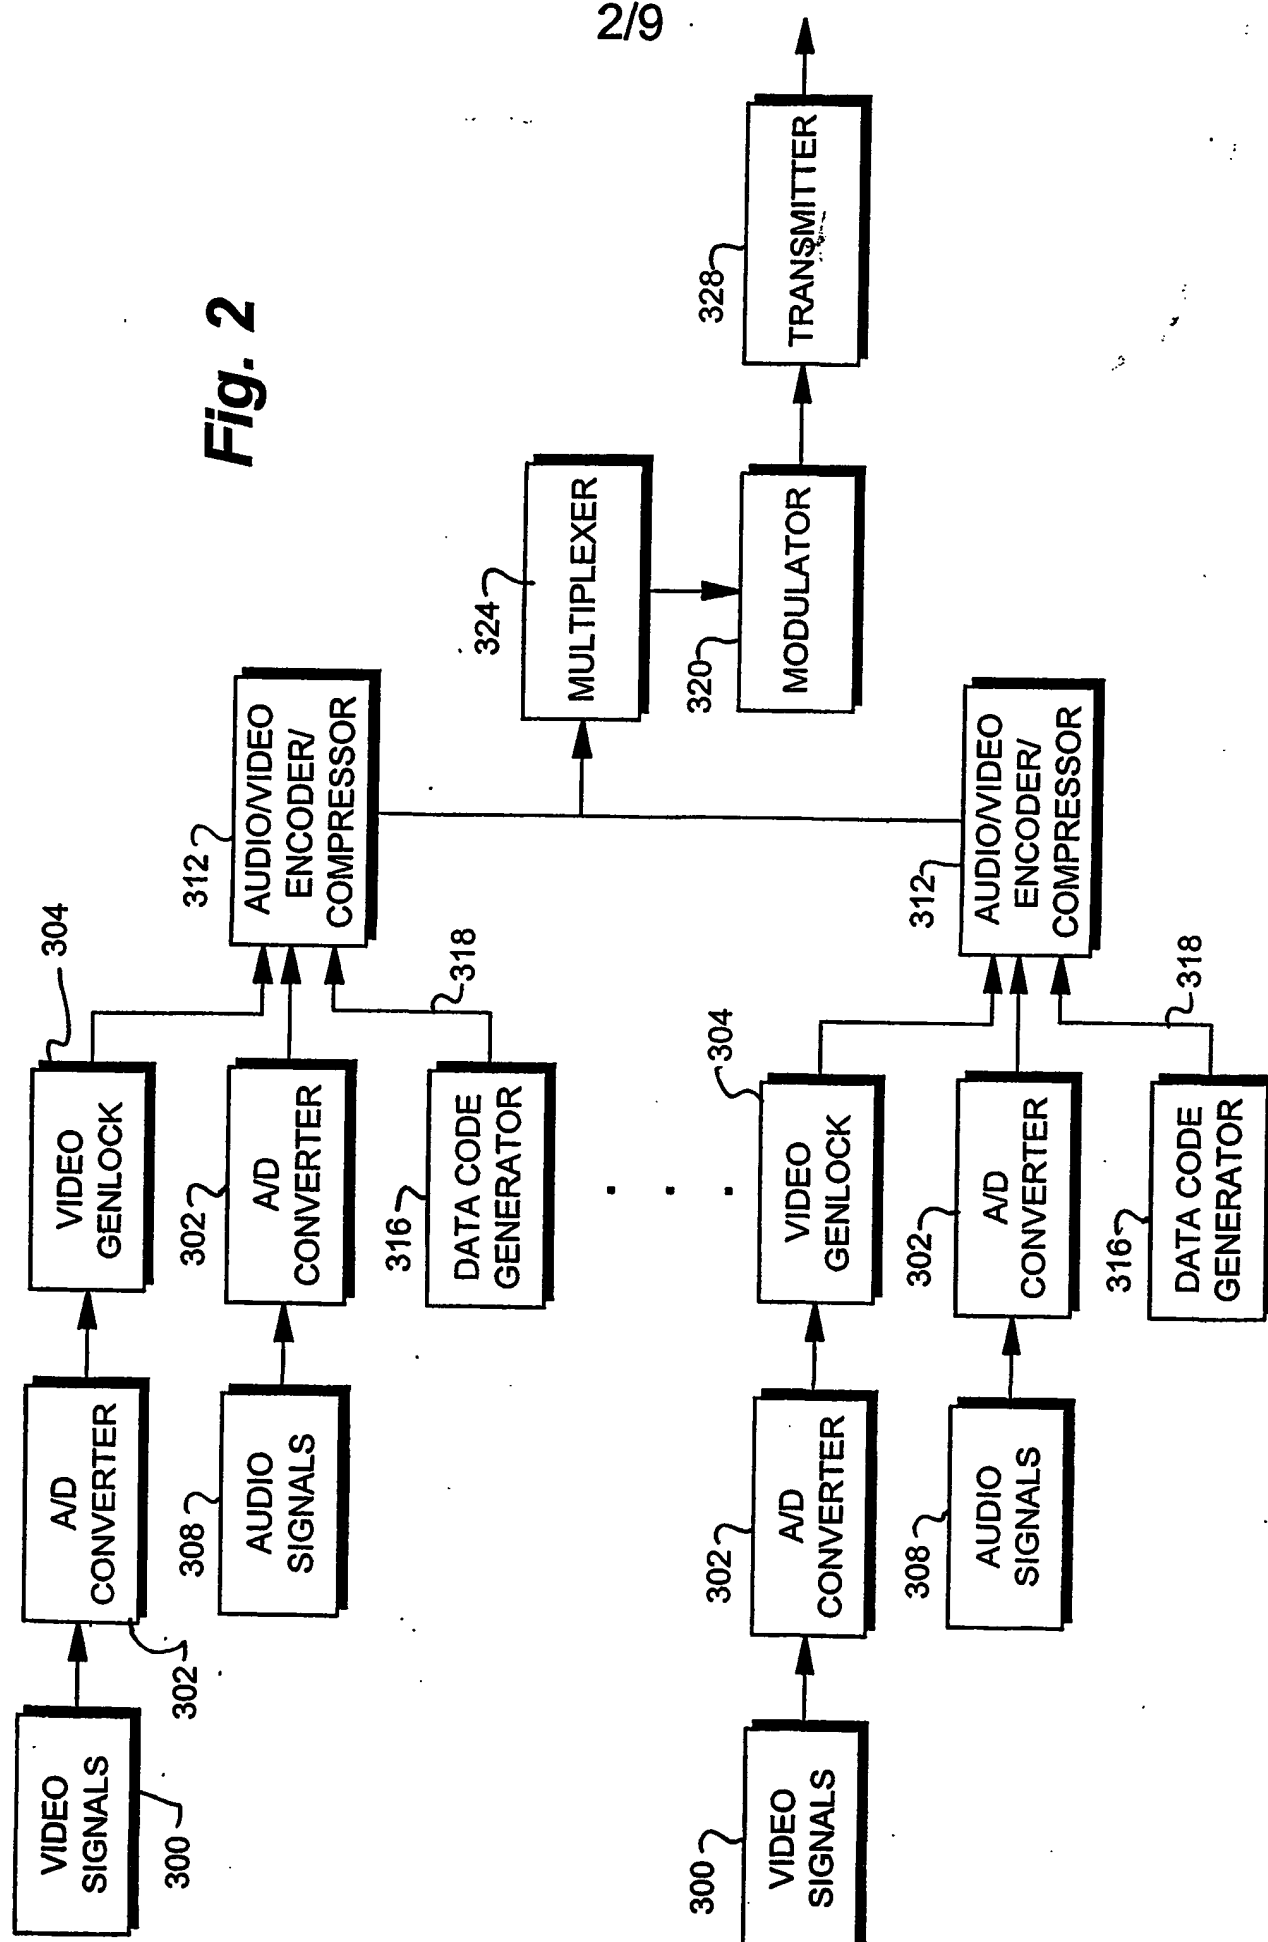 2/9
Fig. 2
VIDEO
SIGNALS
300
A/D
CONVERTER
302
VIDEO
GENLOCK
304
AUDIO
SIGNALS
308
A/D
CONVERTER
302
DATA CODE
GENERATOR
316
318
AUDIO/VIDEO
ENCODER/
COMPRESSOR
312
MULTIPLEXER
324
MODULATOR
320
TRANSMITTER
328
VIDEO
SIGNALS
300
A/D
CONVERTER
302
VIDEO
GENLOCK
304
AUDIO
SIGNALS
308
A/D
CONVERTER
302
DATA CODE
GENERATOR
316
318
AUDIO/VIDEO
ENCODER/
COMPRESSOR
312